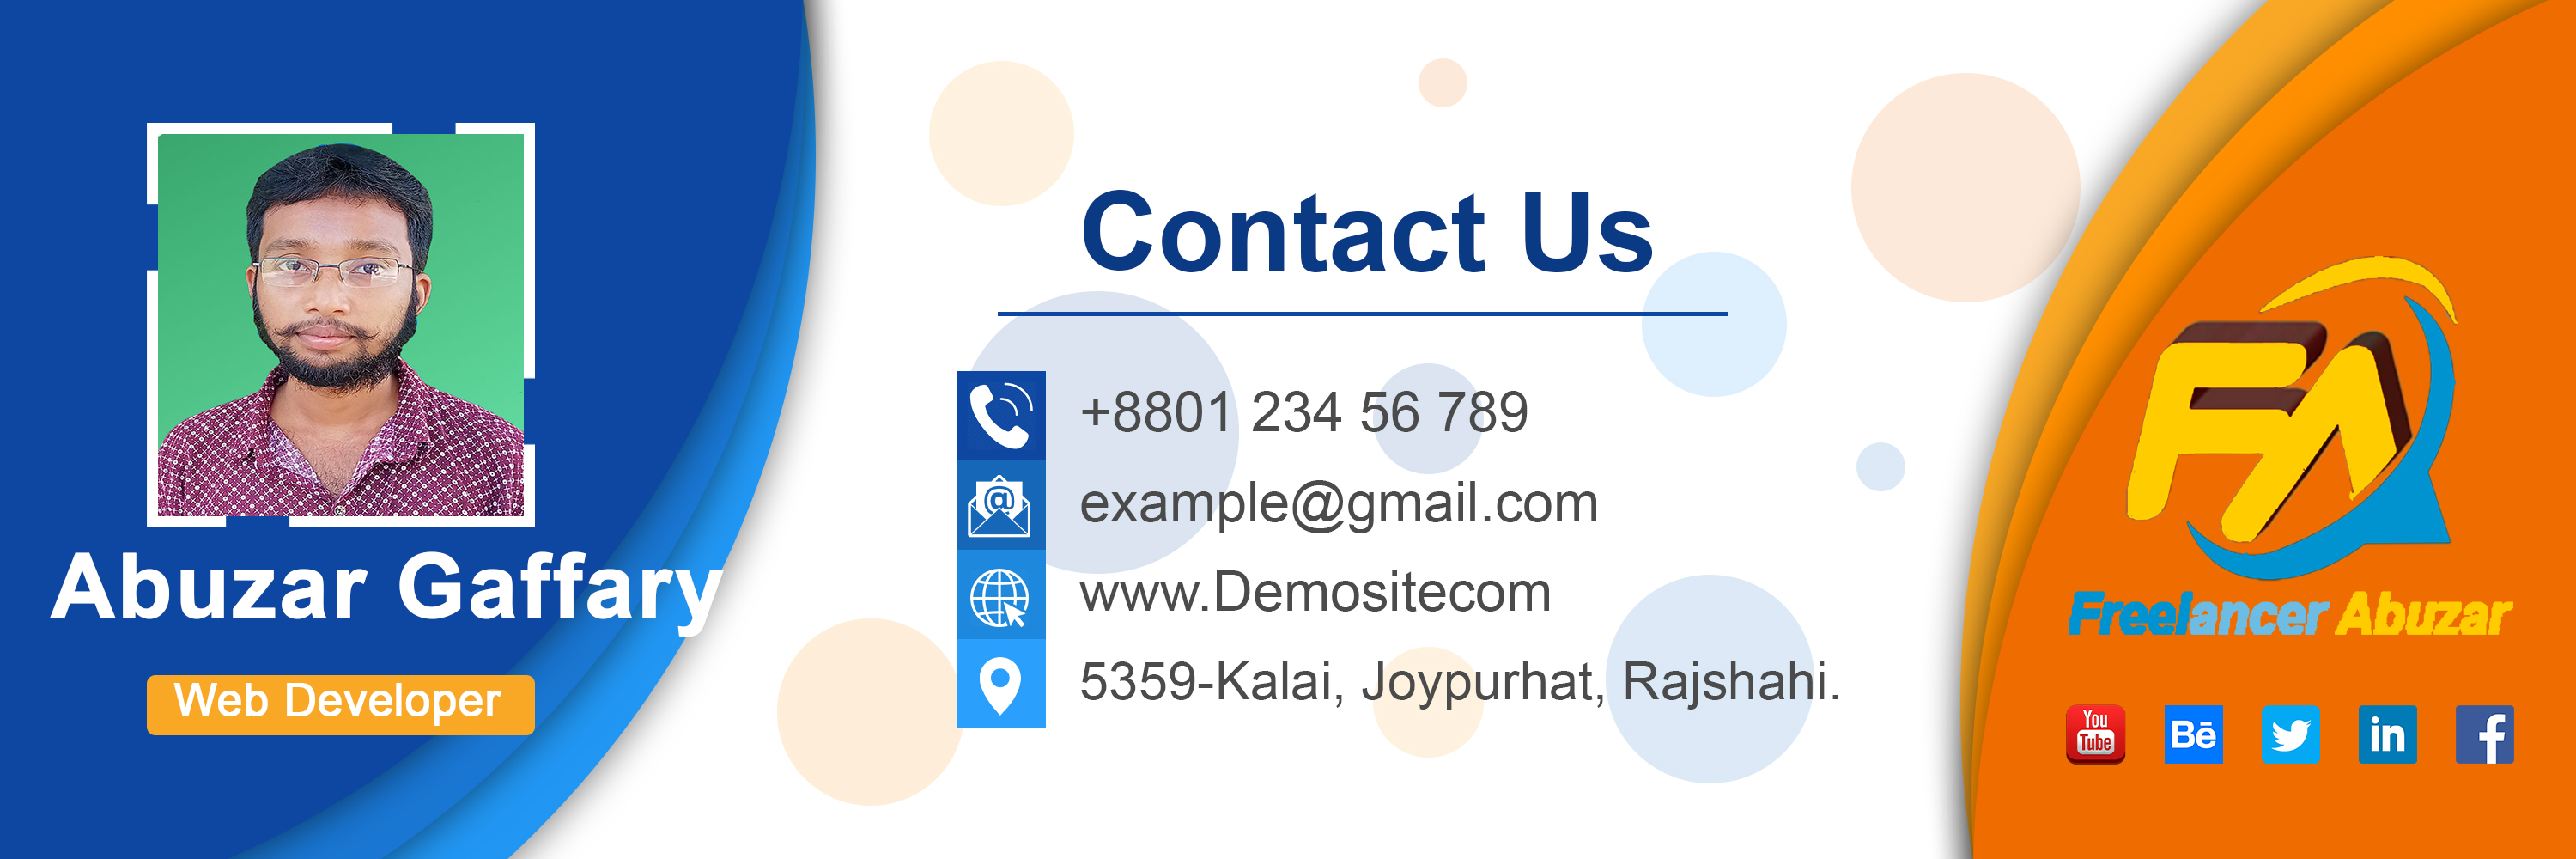 Abuzar Gaffary
Web Developer
Contact Us
+8801 234 56 789
@
example@gmail.com
www.Demositecom
5359-Kalai, Joypurhat, Rajshahi.
FA
Freelancer Abuzar
You
Tube
Bē
in
f